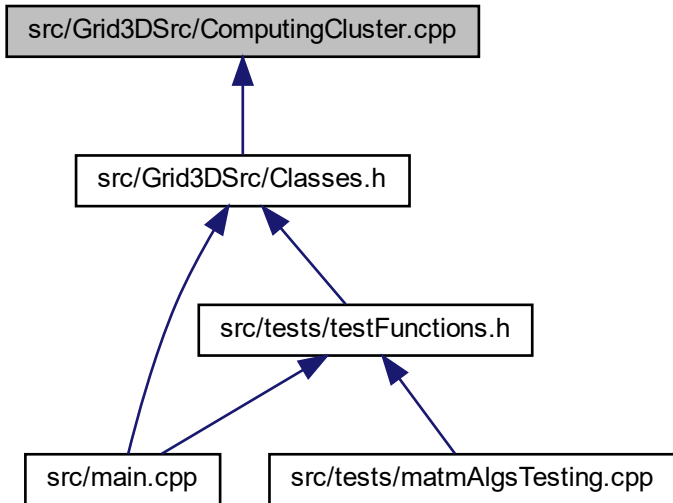 src/Grid3DSrc/ComputingCluster.cpp
src/Grid3DSrc/Classes.h
src/tests/testFunctions.h
src/main.cpp
src/tests/matmAlgsTesting.cpp